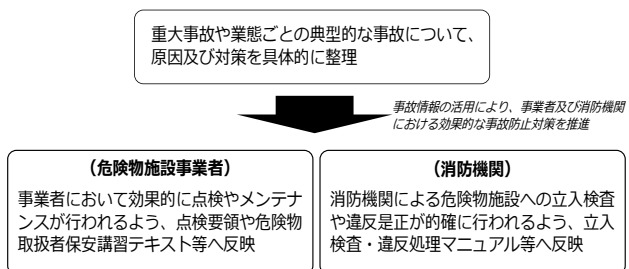 重大事故や業態ごとの典型的な事故について、
原因及び対策を具体的に整理
事故情報の活用により、事業者及び消防機関
における効果的な事故防止対策を推進
(危険物施設事業者)
事業者において効果的に点検やメンテナ
ンスが行われるよう、点検要領や危険物
取扱者保安講習テキスト等へ反映
(消防機関)
消防機関による危険物施設への立入検査
や違反是正が的確に行われるよう、立入
検査・違反処理マニュアル等へ反映